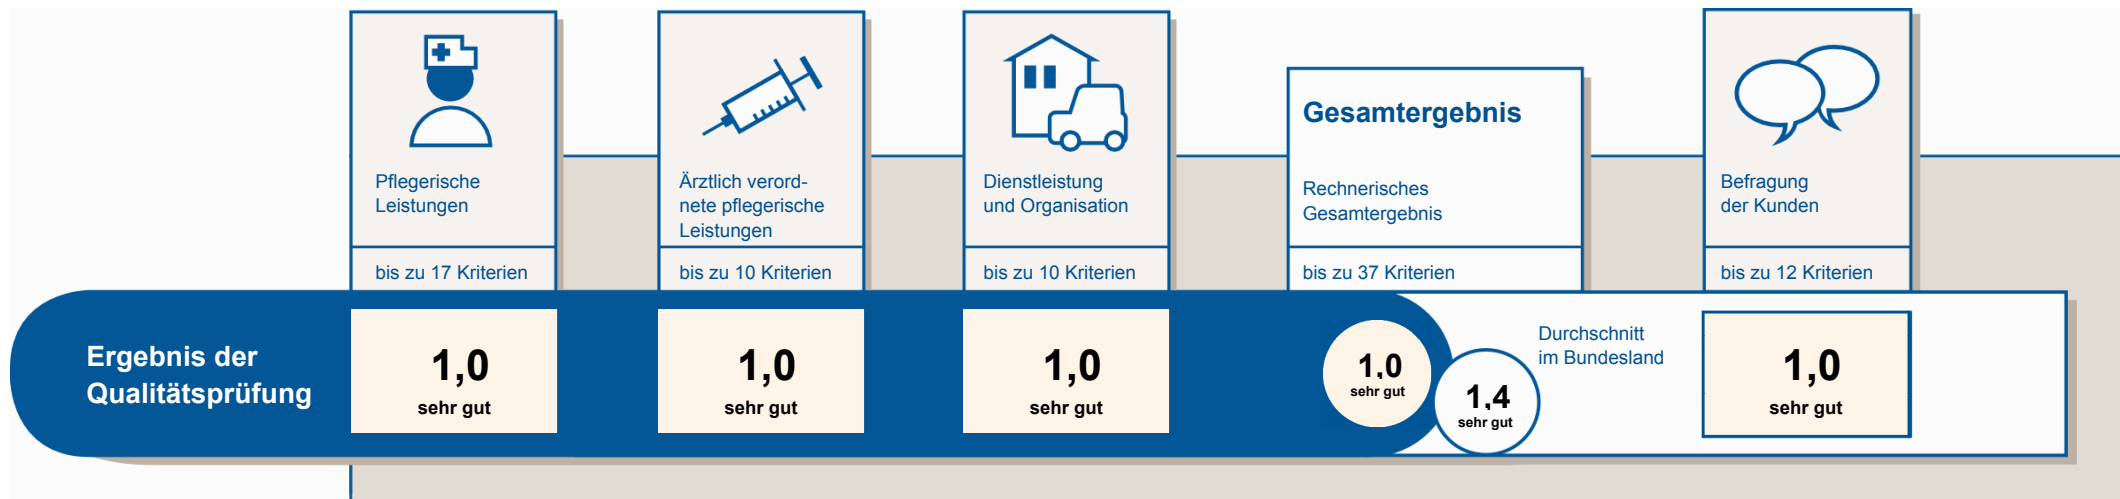 Pflegerische
Leistungen
bis zu 17 Kriterien
Ärztlich verord-
nete pflegerische
Leistungen
bis zu 10 Kriterien
Dienstleistung
und Organisation
bis zu 10 Kriterien
Gesamtergebnis
Rechnerisches
Gesamtergebnis
bis zu 37 Kriterien
Befragung
der Kunden
bis zu 12 Kriterien
Ergebnis der
Qualitätsprüfung
1,0
sehr gut
1,0
sehr gut
1,0
sehr gut
1,0
sehr gut
1,4
sehr gut
Durchschnitt
im Bundesland
1,0
sehr gut